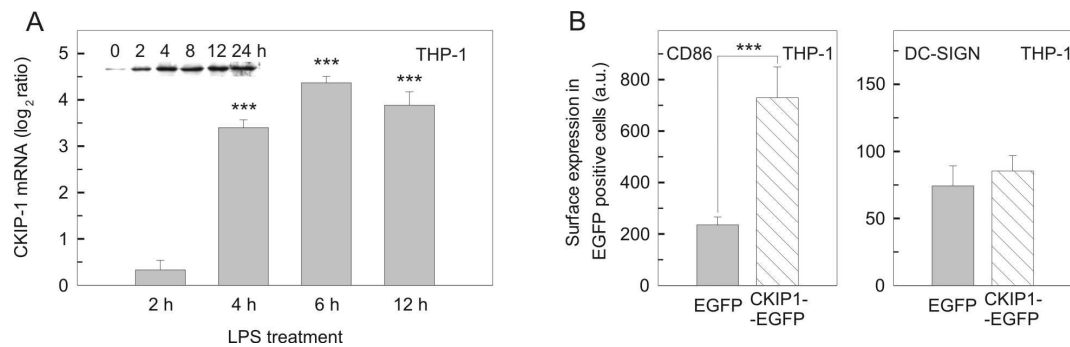 A
CKIP-1 mRNA (log2 ratio)
5
4
3
2
1
0
0 2 4 8 12 24 h
THP-1
***
***
***
2 h 4 h 6 h 12 h
LPS treatment
B
Surface expression in
EGFP positive cells (a.u.)
800
600
400
200
0
CD86 *** THP-1
EGFP CKIP1-
-EGFP
150
100
50
0
DC-SIGN THP-1
EGFP CKIP1-
-EGFP